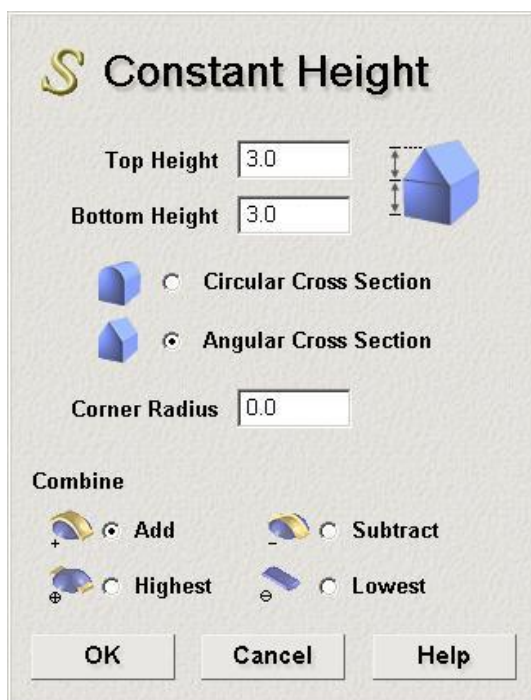 S Constant Height
Top Height 3.0
Bottom Height 3.0
Circular Cross Section
Angular Cross Section
Corner Radius 0.0
Combine
+ Add - Subtract
⊕ Highest ⊖ Lowest
OK Cancel Help